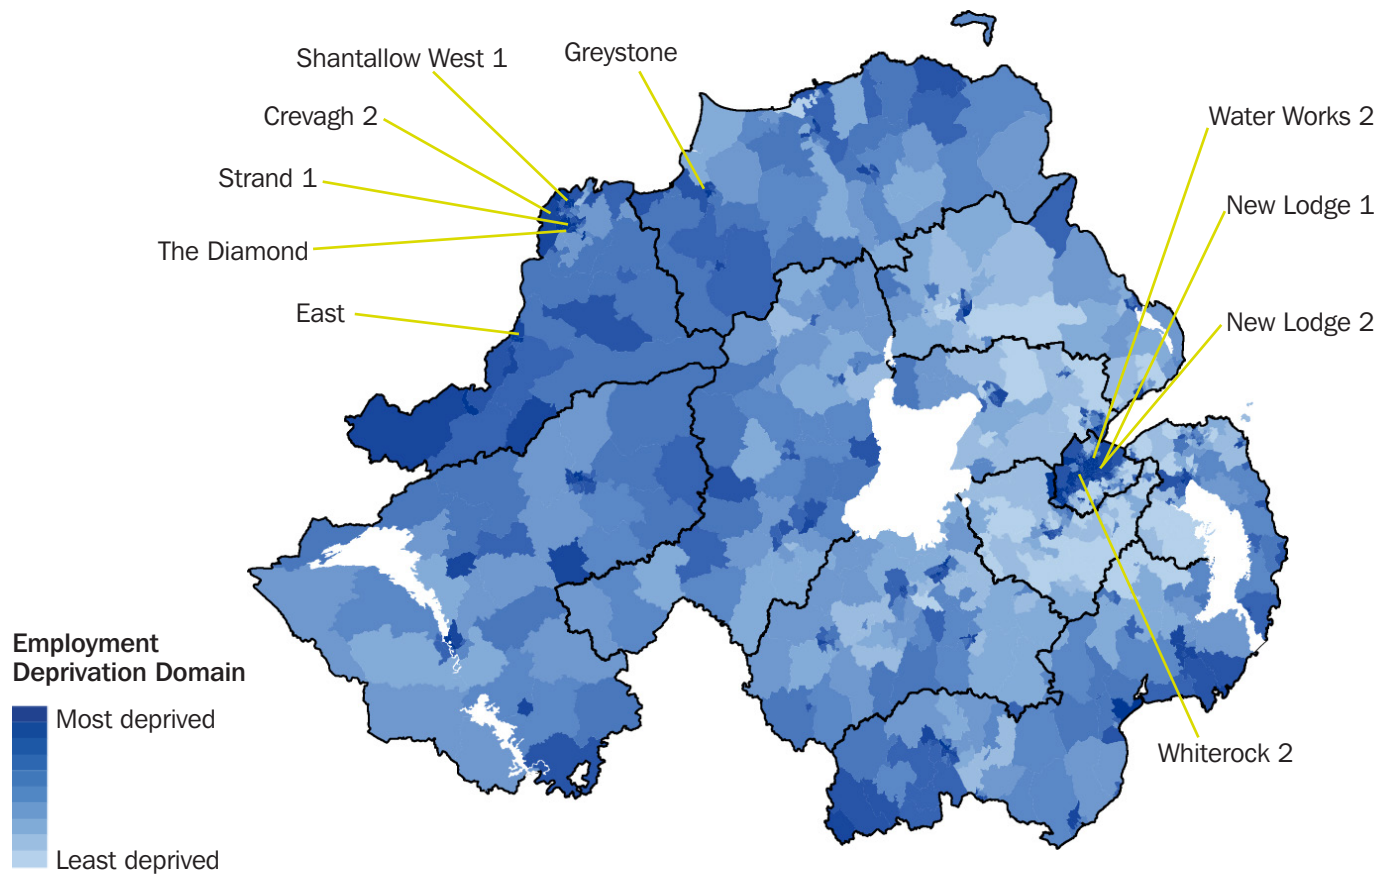 Shantallow West 1
Greystone
Crevagh 2
Water Works 2
Strand 1
New Lodge 1
The Diamond
East
New Lodge 2
Employment
Deprivation Domain
Most deprived
Least deprived
Whiterock 2